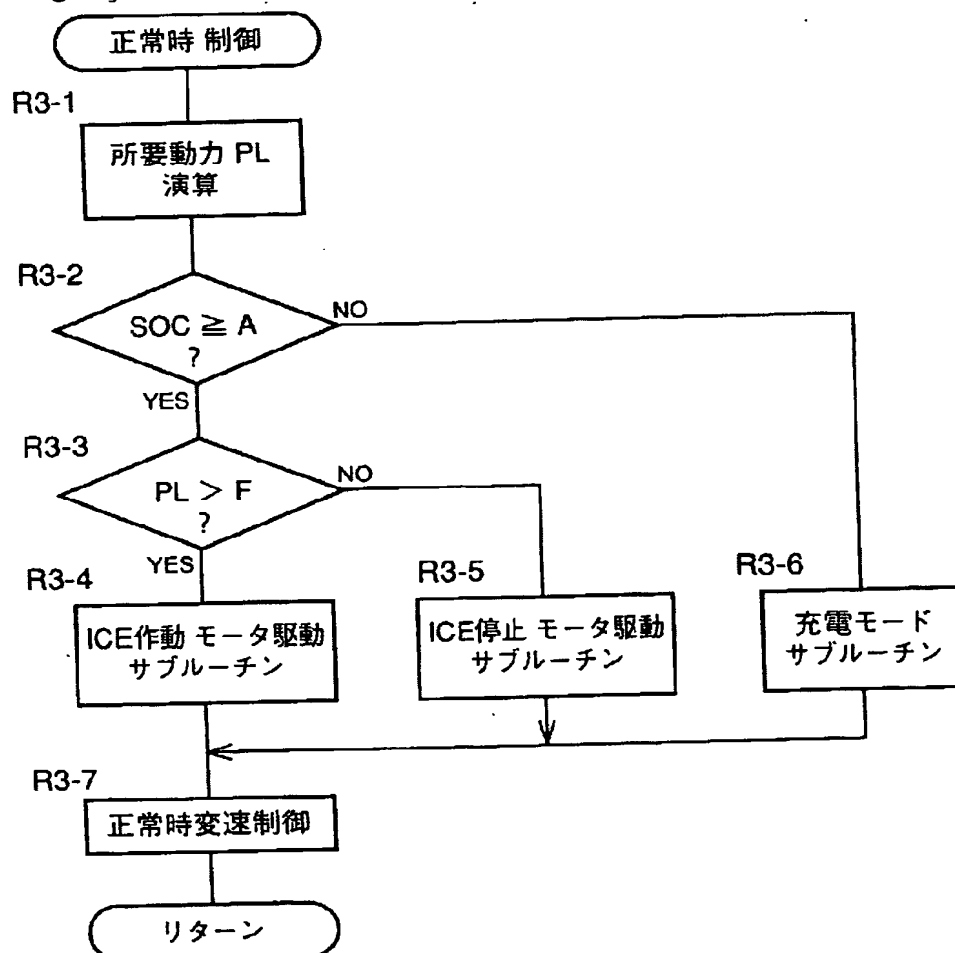 正常時 制御
R3-1
所要動力 PL
演算
R3-2
SOC ≧ A
?
NO
YES
R3-3
PL > F
?
NO
YES
R3-4
ICE作動 モータ駆動
サブルーチン
R3-5
ICE停止 モータ駆動
サブルーチン
R3-6
充電モード
サブルーチン
R3-7
正常時変速制御
リターン